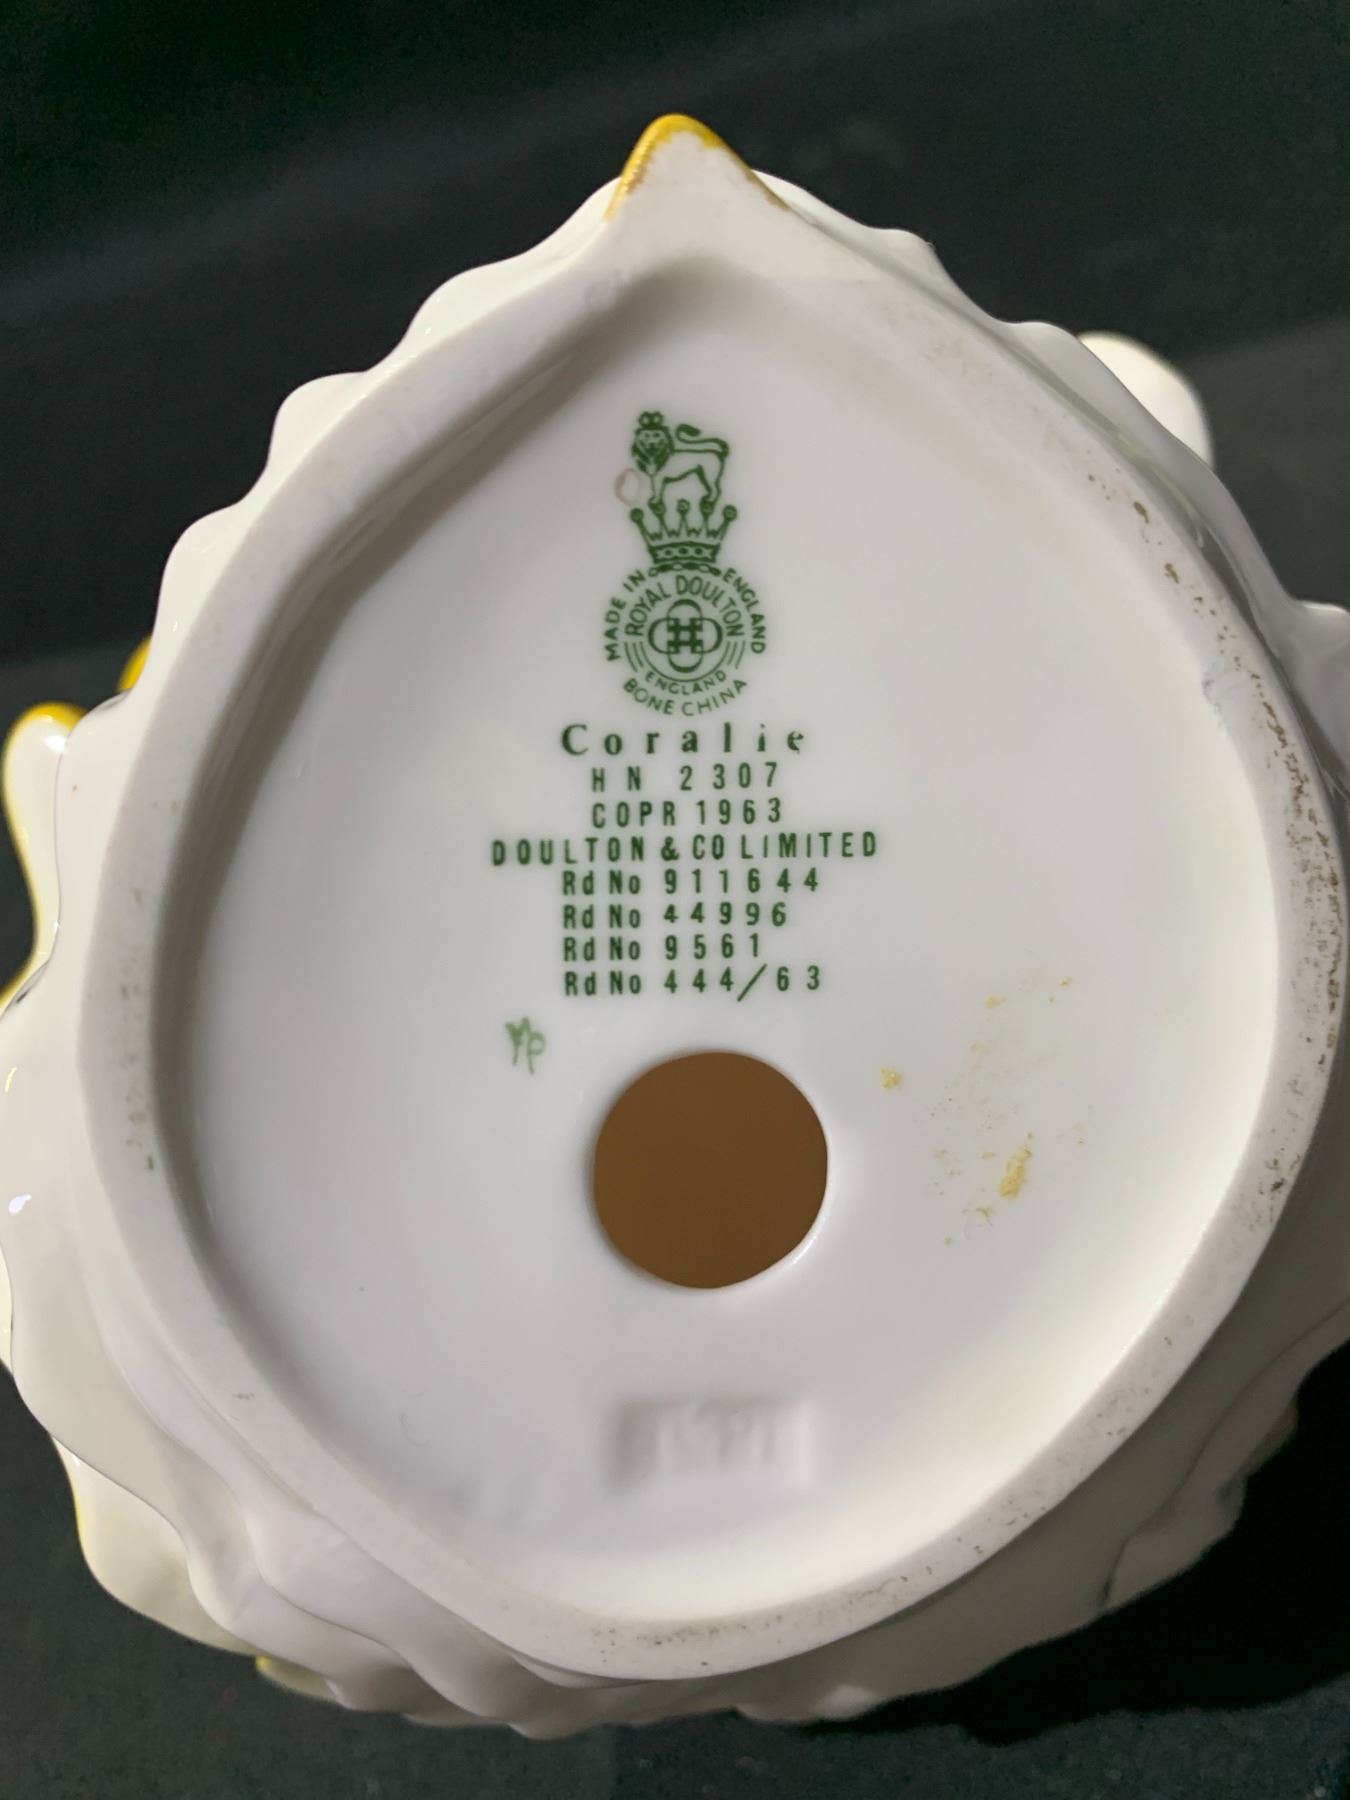 MADE IN ENGLAND
ROYAL DOULTON
ENGLAND
BONE CHINA
Coralie
HN 2307
COPR 1963
DOULTON & CO LIMITED
Rd No 911644
Rd No 44996
Rd No 9561
Rd No 444/63